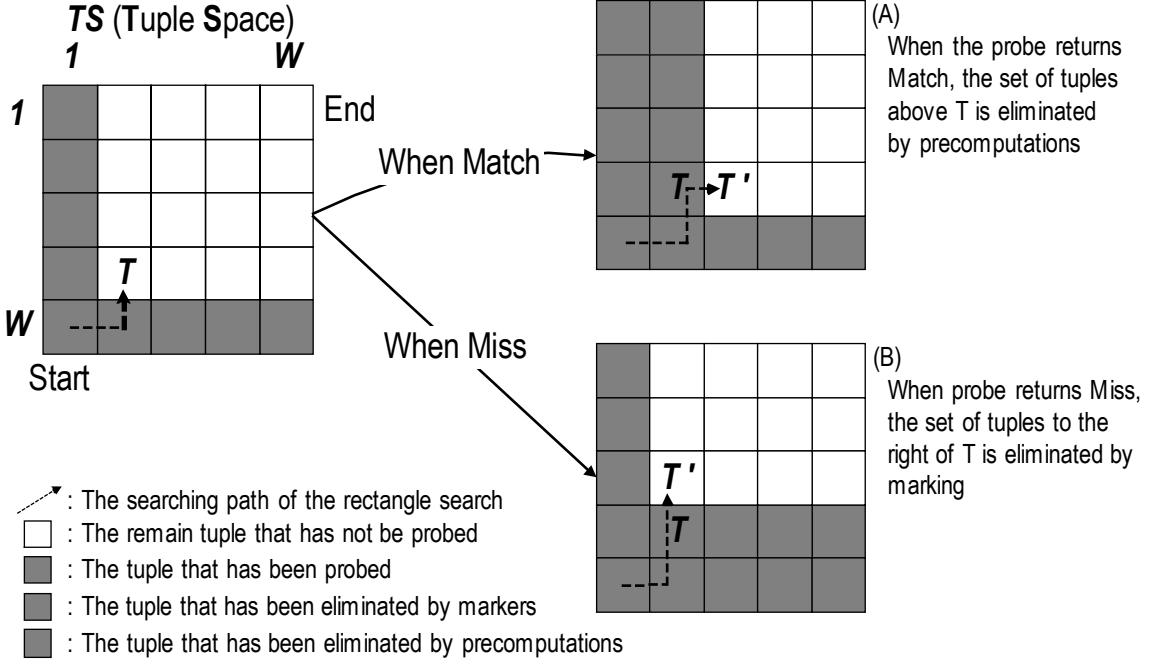 TS (Tuple Space)
1 W
1
End
T
W
Start
When Match
When Miss
(A)
When the probe returns
Match, the set of tuples
above T is eliminated
by precomputations
T T '
(B)
When probe returns Miss,
the set of tuples to the
right of T is eliminated by
marking
T '
T
: The searching path of the rectangle search
: The remain tuple that has not be probed
: The tuple that has been probed
: The tuple that has been eliminated by markers
: The tuple that has been eliminated by precomputations